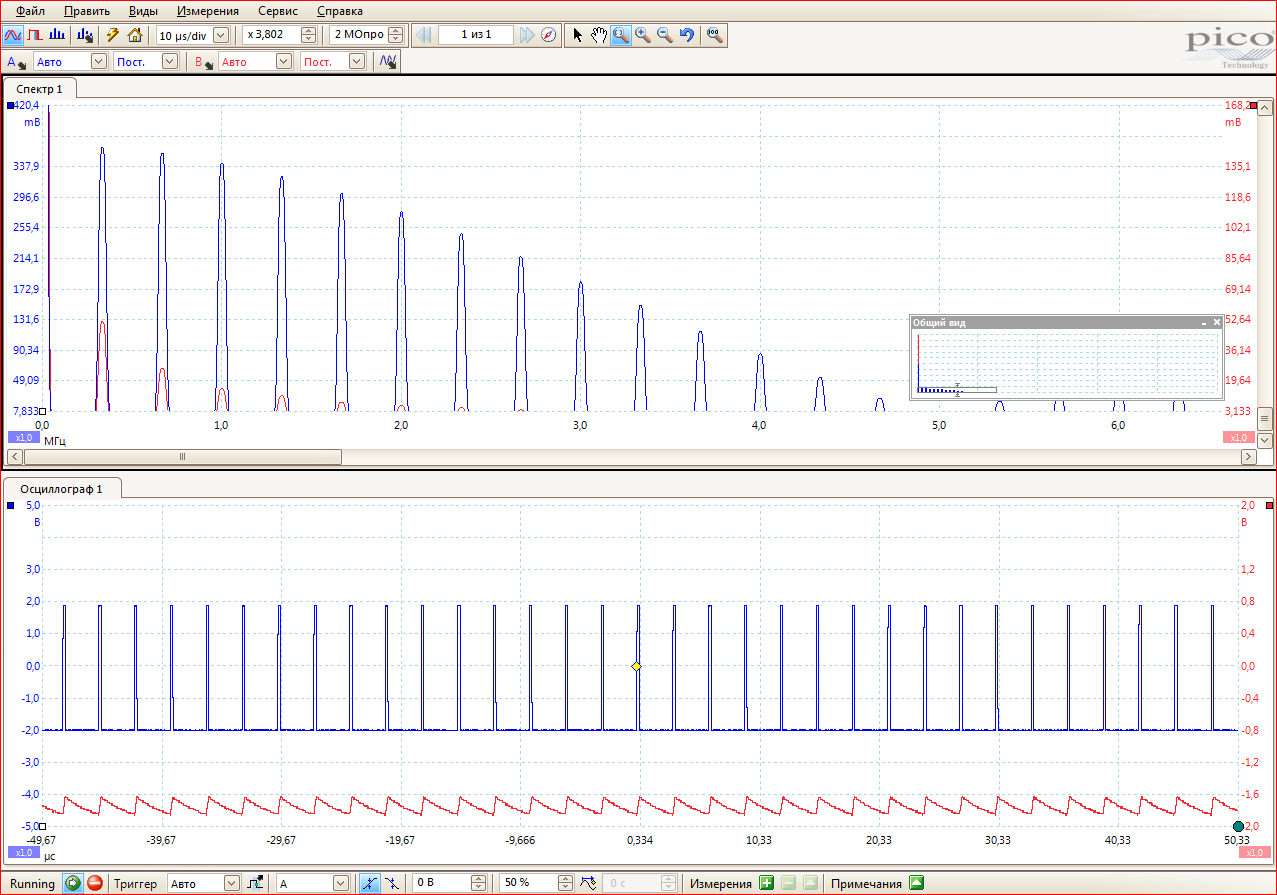 Файл Править Виды Измерения Сервис Справка
10 µs/div x 3,802 2 МОпро 1 из 1
pico
Technology
A Авто Пост. B Авто Пост.
Спектр 1
420,4 168,2
mВ mВ
337,9 135,1
296,6 118,6
255,4 102,1
214,1 85,64
172,9 69,14
131,6 52,64
Общий вид
90,34 36,14
49,09 19,64
7,833 3,133
0,0 1,0 2,0 3,0 4,0 5,0 6,0
x1,0 МГц x1,0
Осциллограф 1
5,0 2,0
В В
3,0 1,2
2,0 0,8
1,0 0,4
0,0 0,0
-1,0 -0,4
-2,0 -0,8
-3,0 -1,2
-4,0 -1,6
-5,0 2,0
-49,67 -39,67 -29,67 -19,67 -9,666 0,334 10,33 20,33 30,33 40,33 50,33
x1,0 µс x1,0
Running Триггер Авто A 0 В 50 % 0 с Измерения Примечания